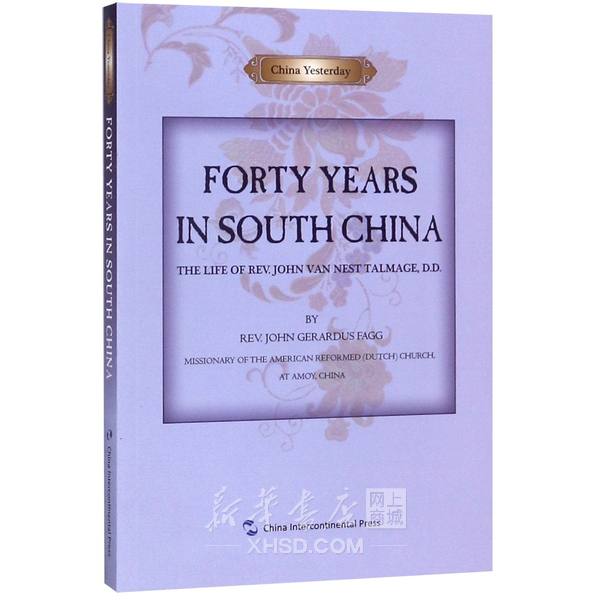 China Yesterday
FORTY YEARS
IN SOUTH CHINA
THE LIFE OF REV. JOHN VAN NEST TALMAGE, D.D.
BY
REV. JOHN GERARDUS FAGG
MISSIONARY OF THE AMERICAN REFORMED (DUTCH) CHURCH,
AT AMOY, CHINA
China Intercontinental Press
FORTY YEARS IN SOUTH CHINA
China Intercontinental Press
新华书店
网上
商城
XHSD.COM